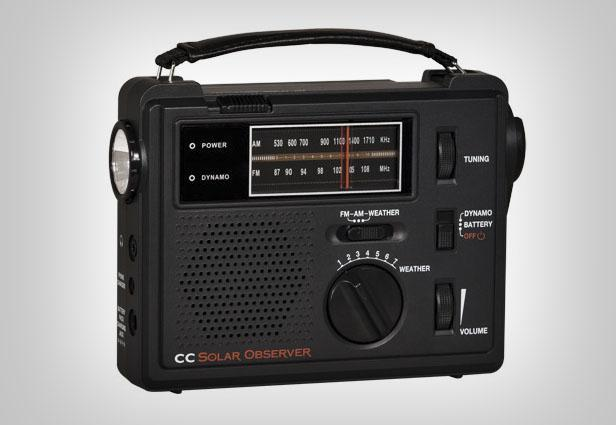 POWER
DYNAMO
AM 530 600 700 900 1100 1400 1710 KHz
FM 87 90 94 98 102 105 108 MHz
TUNING
FM-AM-WEATHER
DYNAMO
BATTERY
OFF
1 2 3 4 5 6 7
WEATHER
VOLUME
CC SOLAR OBSERVER